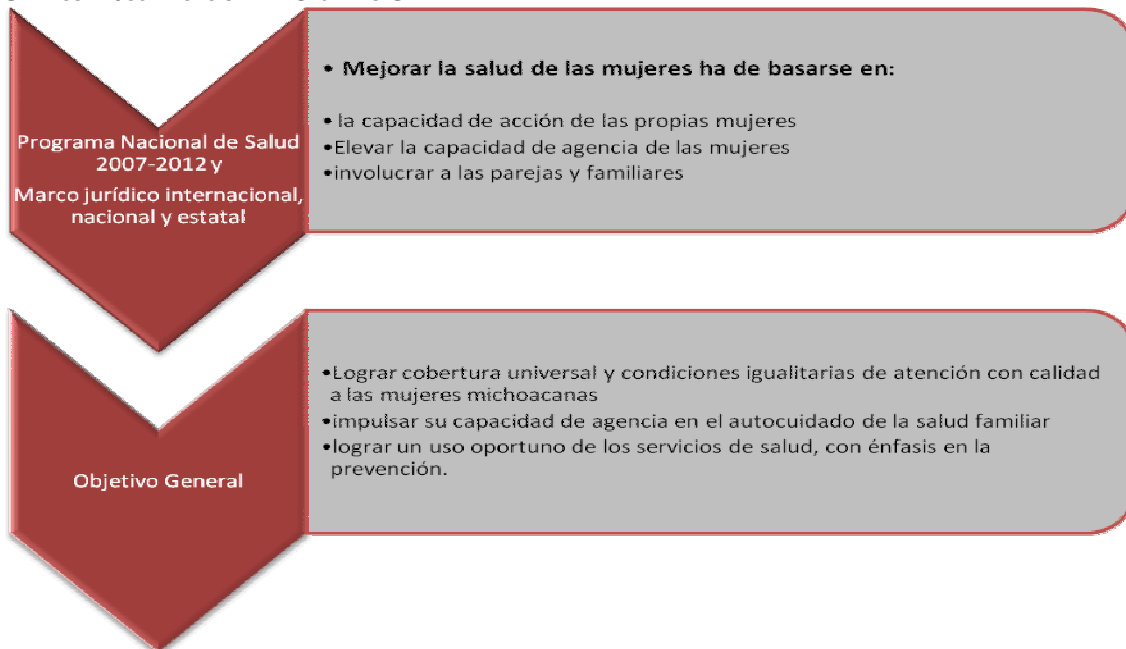 Programa Nacional de Salud
2007-2012 y
Marco jurídico internacional,
nacional y estatal
• Mejorar la salud de las mujeres ha de basarse en:
• la capacidad de acción de las propias mujeres
•Elevar la capacidad de agencia de las mujeres
•involucrar a las parejas y familiares
Objetivo General
•Lograr cobertura universal y condiciones igualitarias de atención con calidad
a las mujeres michoacanas
•impulsar su capacidad de agencia en el autocuidado de la salud familiar
•lograr un uso oportuno de los servicios de salud, con énfasis en la
prevención.